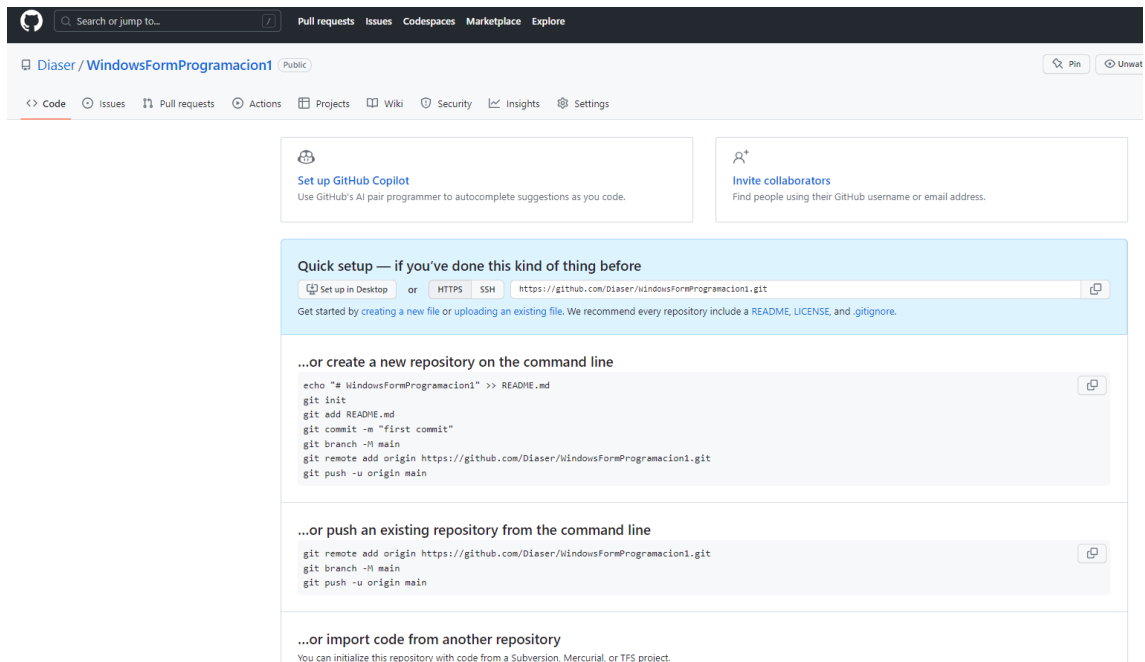 Search or jump to... /
Pull requests Issues Codespaces Marketplace Explore
Diaser / WindowsFormProgramacion1 Public
Pin Unwat
Code Issues Pull requests Actions Projects Wiki Security Insights Settings
Set up GitHub Copilot
Use GitHub's AI pair programmer to autocomplete suggestions as you code.
Invite collaborators
Find people using their GitHub username or email address.
Quick setup — if you've done this kind of thing before
Set up in Desktop or HTTPS SSH https://github.com/Diaser/WindowsFormProgramacion1.git
Get started by creating a new file or uploading an existing file. We recommend every repository include a README, LICENSE, and .gitignore.
...or create a new repository on the command line
echo "# WindowsFormProgramacion1" >> README.md
git init
git add README.md
git commit -m "first commit"
git branch -M main
git remote add origin https://github.com/Diaser/WindowsFormProgramacion1.git
git push -u origin main
...or push an existing repository from the command line
git remote add origin https://github.com/Diaser/WindowsFormProgramacion1.git
git branch -M main
git push -u origin main
...or import code from another repository
You can initialize this repository with code from a Subversion, Mercurial, or TFS project.